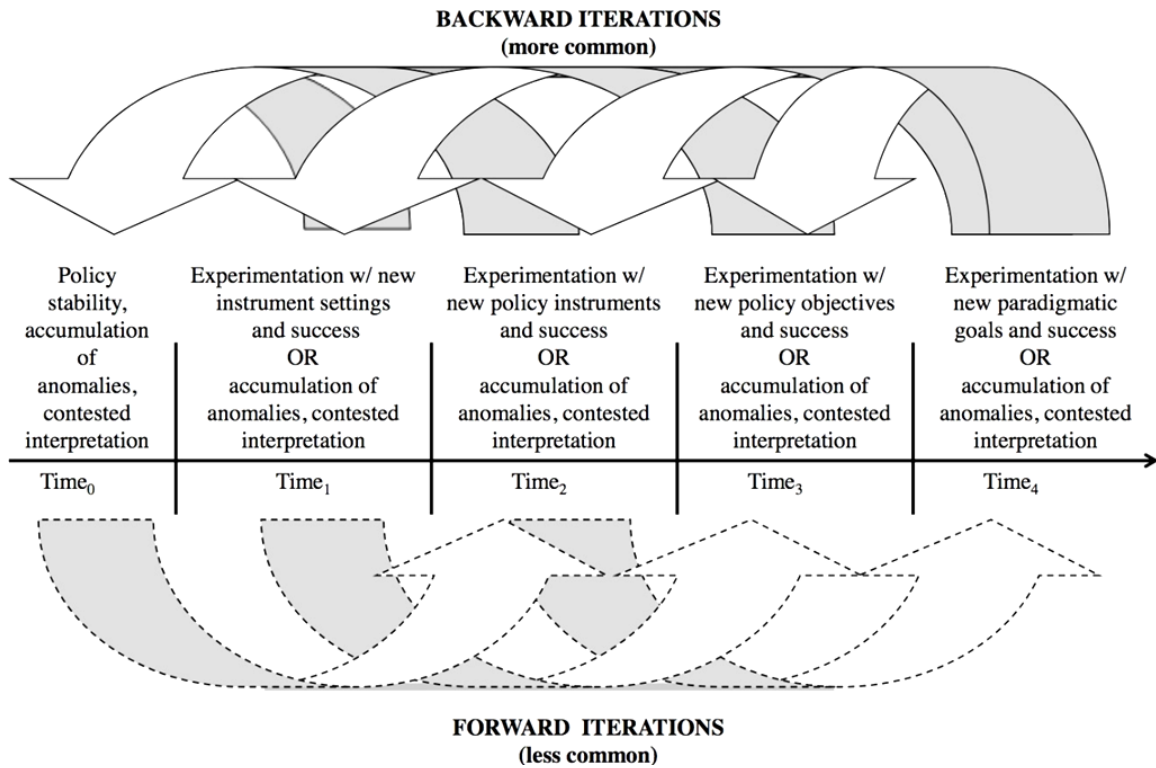 BACKWARD ITERATIONS
(more common)
Policy
stability,
accumulation
of
anomalies,
contested
interpretation
Experimentation w/ new
instrument settings
and success
OR
accumulation of
anomalies, contested
interpretation
Experimentation w/
new policy instruments
and success
OR
accumulation of
anomalies, contested
interpretation
Experimentation w/
new policy objectives
and success
OR
accumulation of
anomalies, contested
interpretation
Experimentation w/
new paradigmatic
goals and success
OR
accumulation of
anomalies, contested
interpretation
Time₀
Time₁
Time₂
Time₃
Time₄
FORWARD ITERATIONS
(less common)